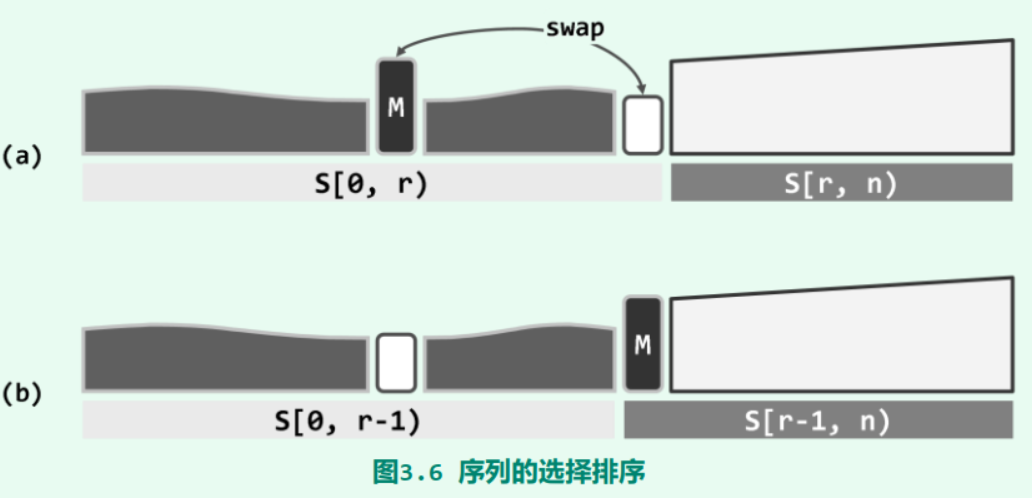 swap
M
(a)
S[0, r)
S[r, n)
M
(b)
S[0, r-1)
S[r-1, n)
图3.6 序列的选择排序